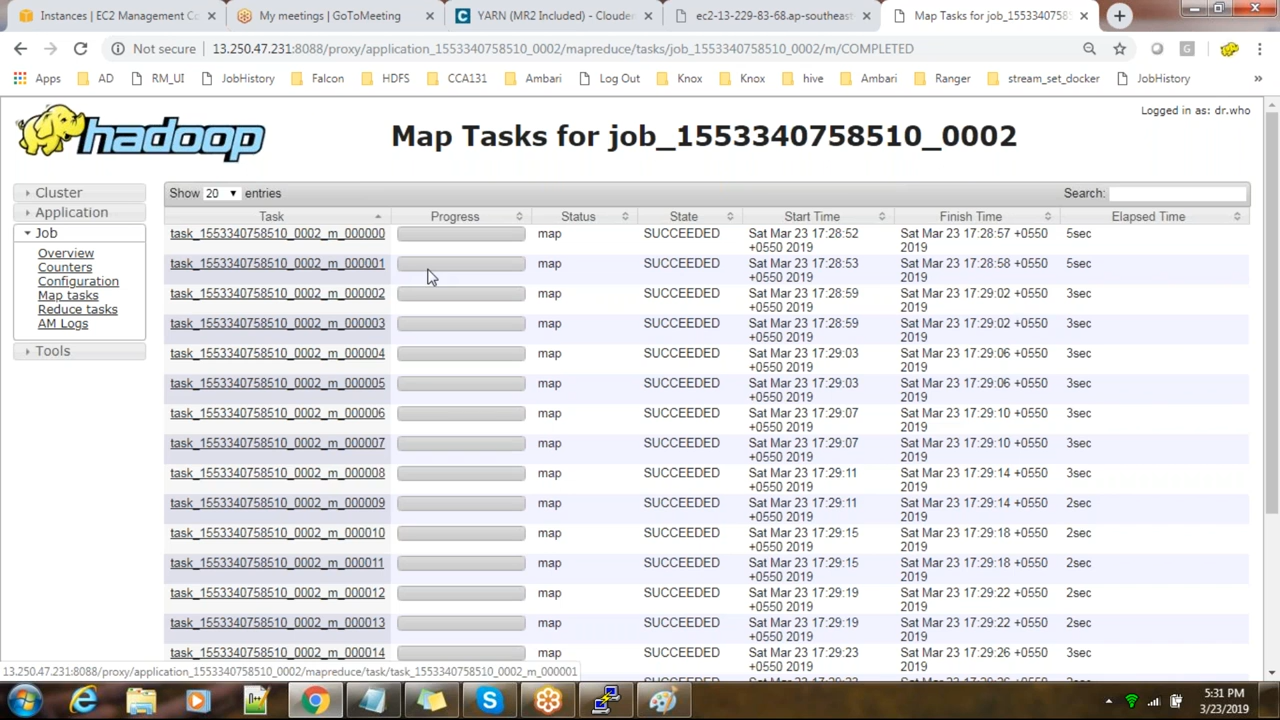 Instances | EC2 Management Co
My meetings | GoToMeeting
YARN (MR2 Included) - Clouder
ec2-13-229-83-68.ap-southeast
Map Tasks for job_15533407585
Not secure | 13.250.47.231:8088/proxy/application_1553340758510_0002/mapreduce/tasks/job_1553340758510_0002/m/COMPLETED
Apps AD RM_UI JobHistory Falcon HDFS CCA131 Ambari Log Out Knox Knox hive Ambari Ranger stream_set_docker JobHistory »
Logged in as: dr.who
hadoop
Map Tasks for job_1553340758510_0002
Cluster
Application
Job
Overview
Counters
Configuration
Map tasks
Reduce tasks
AM Logs
Tools
Show 20 entries
Search:
Task Progress Status State Start Time Finish Time Elapsed Time
task_1553340758510_0002_m_000000 map SUCCEEDED Sat Mar 23 17:28:52 Sat Mar 23 17:28:57 +0550 5sec
+0550 2019 2019
task_1553340758510_0002_m_000001 map SUCCEEDED Sat Mar 23 17:28:53 Sat Mar 23 17:28:58 +0550 5sec
+0550 2019 2019
task_1553340758510_0002_m_000002 map SUCCEEDED Sat Mar 23 17:28:59 Sat Mar 23 17:29:02 +0550 3sec
+0550 2019 2019
task_1553340758510_0002_m_000003 map SUCCEEDED Sat Mar 23 17:28:59 Sat Mar 23 17:29:02 +0550 3sec
+0550 2019 2019
task_1553340758510_0002_m_000004 map SUCCEEDED Sat Mar 23 17:29:03 Sat Mar 23 17:29:06 +0550 3sec
+0550 2019 2019
task_1553340758510_0002_m_000005 map SUCCEEDED Sat Mar 23 17:29:03 Sat Mar 23 17:29:06 +0550 3sec
+0550 2019 2019
task_1553340758510_0002_m_000006 map SUCCEEDED Sat Mar 23 17:29:07 Sat Mar 23 17:29:10 +0550 3sec
+0550 2019 2019
task_1553340758510_0002_m_000007 map SUCCEEDED Sat Mar 23 17:29:07 Sat Mar 23 17:29:10 +0550 3sec
+0550 2019 2019
task_1553340758510_0002_m_000008 map SUCCEEDED Sat Mar 23 17:29:11 Sat Mar 23 17:29:14 +0550 3sec
+0550 2019 2019
task_1553340758510_0002_m_000009 map SUCCEEDED Sat Mar 23 17:29:11 Sat Mar 23 17:29:14 +0550 2sec
+0550 2019 2019
task_1553340758510_0002_m_000010 map SUCCEEDED Sat Mar 23 17:29:15 Sat Mar 23 17:29:18 +0550 2sec
+0550 2019 2019
task_1553340758510_0002_m_000011 map SUCCEEDED Sat Mar 23 17:29:15 Sat Mar 23 17:29:18 +0550 2sec
+0550 2019 2019
task_1553340758510_0002_m_000012 map SUCCEEDED Sat Mar 23 17:29:19 Sat Mar 23 17:29:22 +0550 2sec
+0550 2019 2019
task_1553340758510_0002_m_000013 map SUCCEEDED Sat Mar 23 17:29:19 Sat Mar 23 17:29:22 +0550 2sec
+0550 2019 2019
task_1553340758510_0002_m_000014 map SUCCEEDED Sat Mar 23 17:29:23 Sat Mar 23 17:29:26 +0550 3sec
+0550 2019 2019
13.250.47.231:8088/proxy/application_1553340758510_0002/mapreduce/task/task_1553340758510_0002_m_000001
5:31 PM
3/23/2019